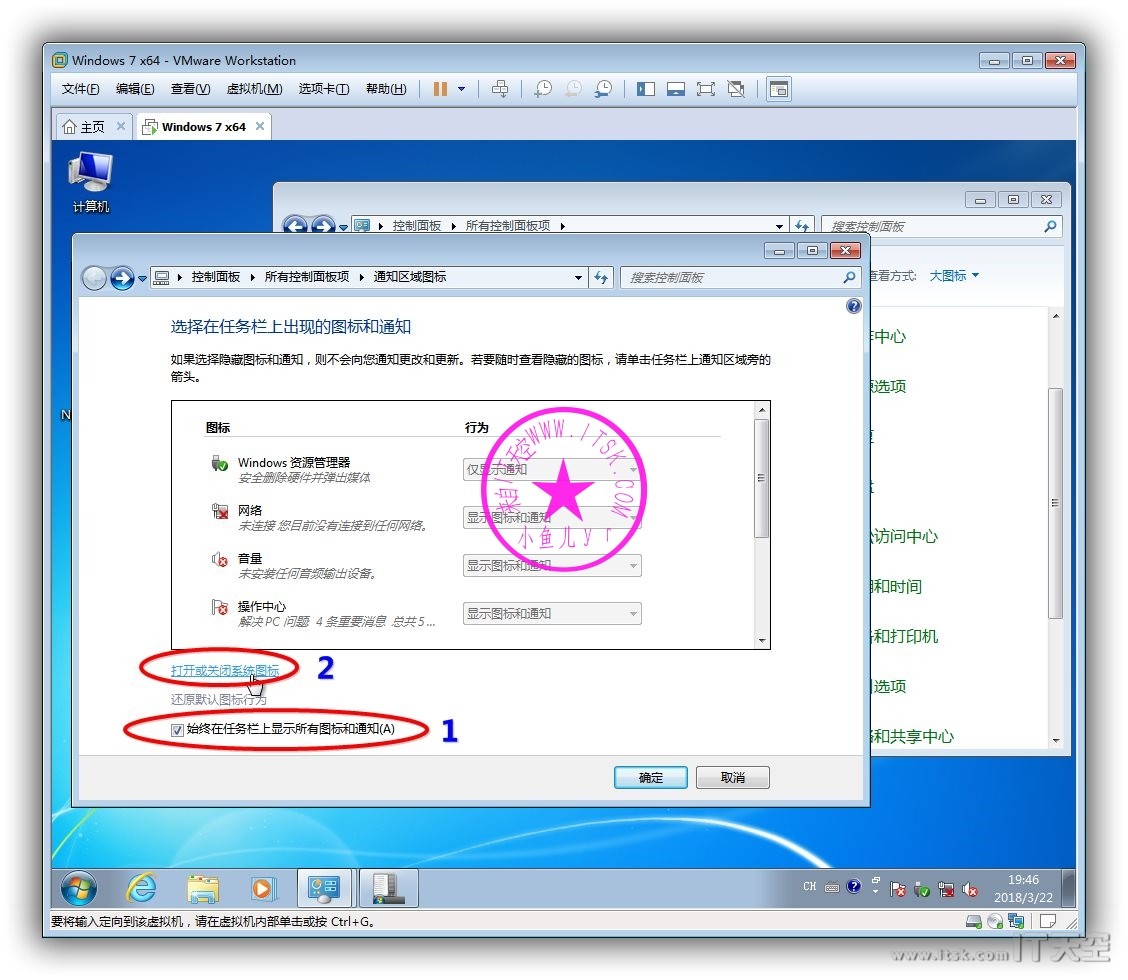 Windows 7 x64 - VMware Workstation
文件(F) 编辑(E) 查看(V) 虚拟机(M) 选项卡(T) 帮助(H)
主页 Windows 7 x64
计算机
控制面板 所有控制面板项 搜索控制面板
控制面板 所有控制面板项 通知区域图标 搜索控制面板
查看方式: 大图标
选择在任务栏上出现的图标和通知
如果选择隐藏图标和通知，则不会向您通知更改和更新。若要随时查看隐藏的图标，请单击任务栏上通知区域旁的
箭头。
图标 行为
Windows 资源管理器
安全删除硬件并弹出媒体
仅显示通知
网络
未连接 您目前没有连接到任何网络。
显示图标和通知
音量
未安装任何音频输出设备。
显示图标和通知
操作中心
解决 PC 问题 4 条重要消息 总共 5...
显示图标和通知
来自IT天空WWW.ITSK.COM
小鱼儿yr
打开或关闭系统图标 2
还原默认图标行为
始终在任务栏上显示所有图标和通知(A) 1
确定 取消
作中心
选项
访问中心
和时间
和打印机
选项
和共享中心
N
CH
19:46
2018/3/22
要将输入定向到该虚拟机，请在虚拟机内部单击或按 Ctrl+G。
www.itsk.com IT天空